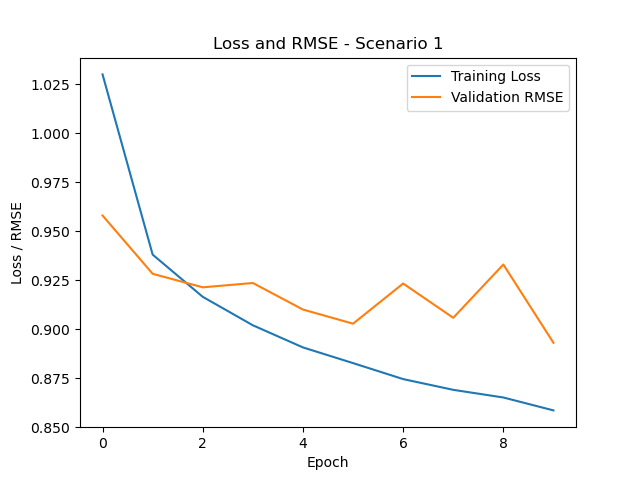 Loss and RMSE - Scenario 1
Training Loss
Validation RMSE
Loss / RMSE
1.025
1.000
0.975
0.950
0.925
0.900
0.875
0.850
0 2 4 6 8
Epoch